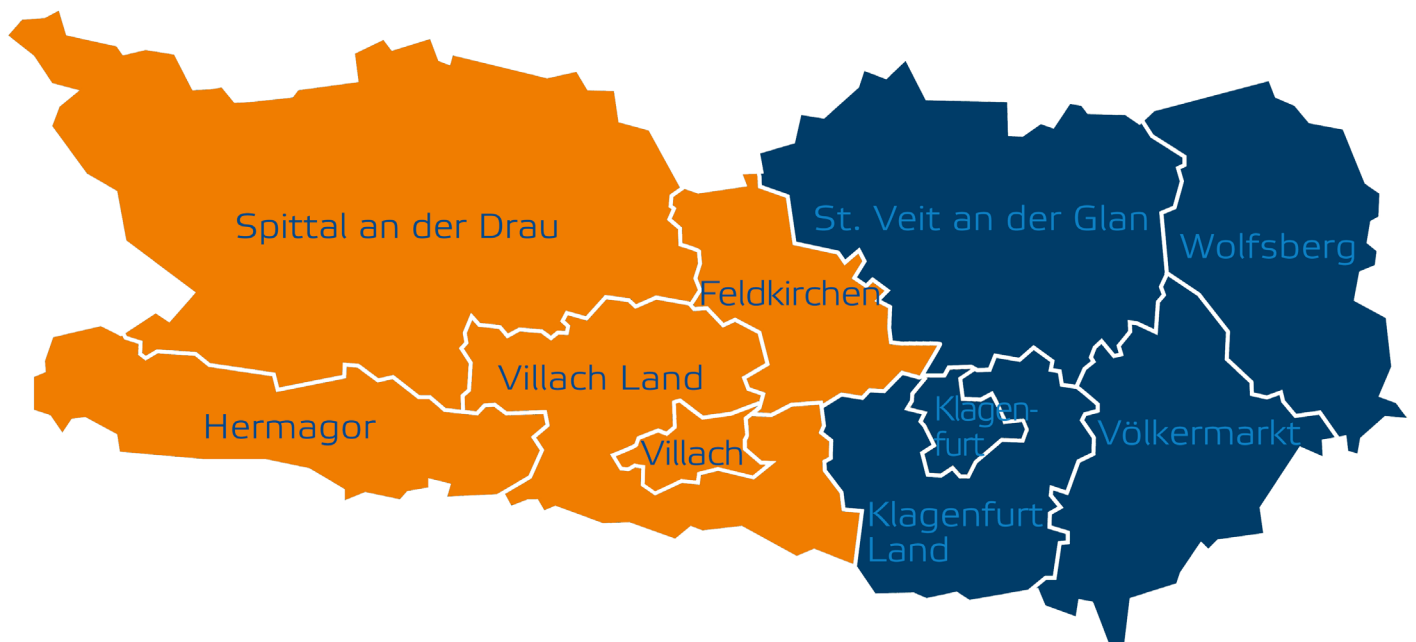 Spittal an der Drau
St. Veit an der Glan
Wolfsberg
Feldkirchen
Villach Land
Hermagor
Villach
Klagen-
furt
Völkermarkt
Klagenfurt
Land